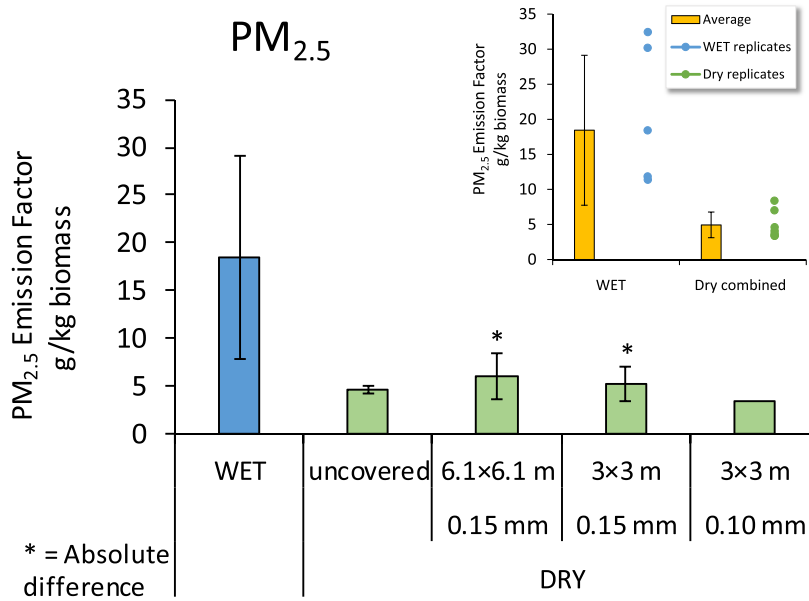 PM2.5
PM2.5 Emission Factor
g/kg biomass
35
30
25
20
15
10
5
0
*
*
WET
uncovered
6.1×6.1 m
3×3 m
3×3 m
0.15 mm
0.15 mm
0.10 mm
* = Absolute
difference
DRY
PM2.5 Emission Factor
g/kg biomass
35
30
25
20
15
10
5
0
WET
Dry combined
Average
WET replicates
Dry replicates